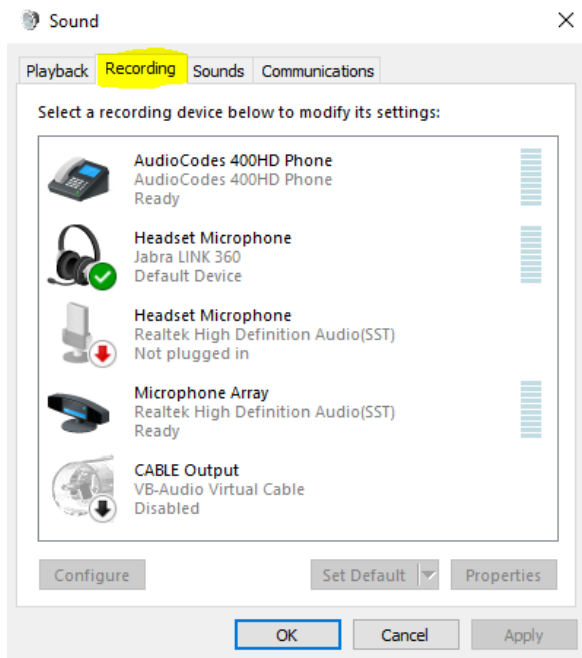 Sound
Playback Recording Sounds Communications
Select a recording device below to modify its settings:
AudioCodes 400HD Phone
AudioCodes 400HD Phone
Ready
Headset Microphone
Jabra LINK 360
Default Device
Headset Microphone
Realtek High Definition Audio(SST)
Not plugged in
Microphone Array
Realtek High Definition Audio(SST)
Ready
CABLE Output
VB-Audio Virtual Cable
Disabled
Configure Set Default Properties
OK Cancel Apply